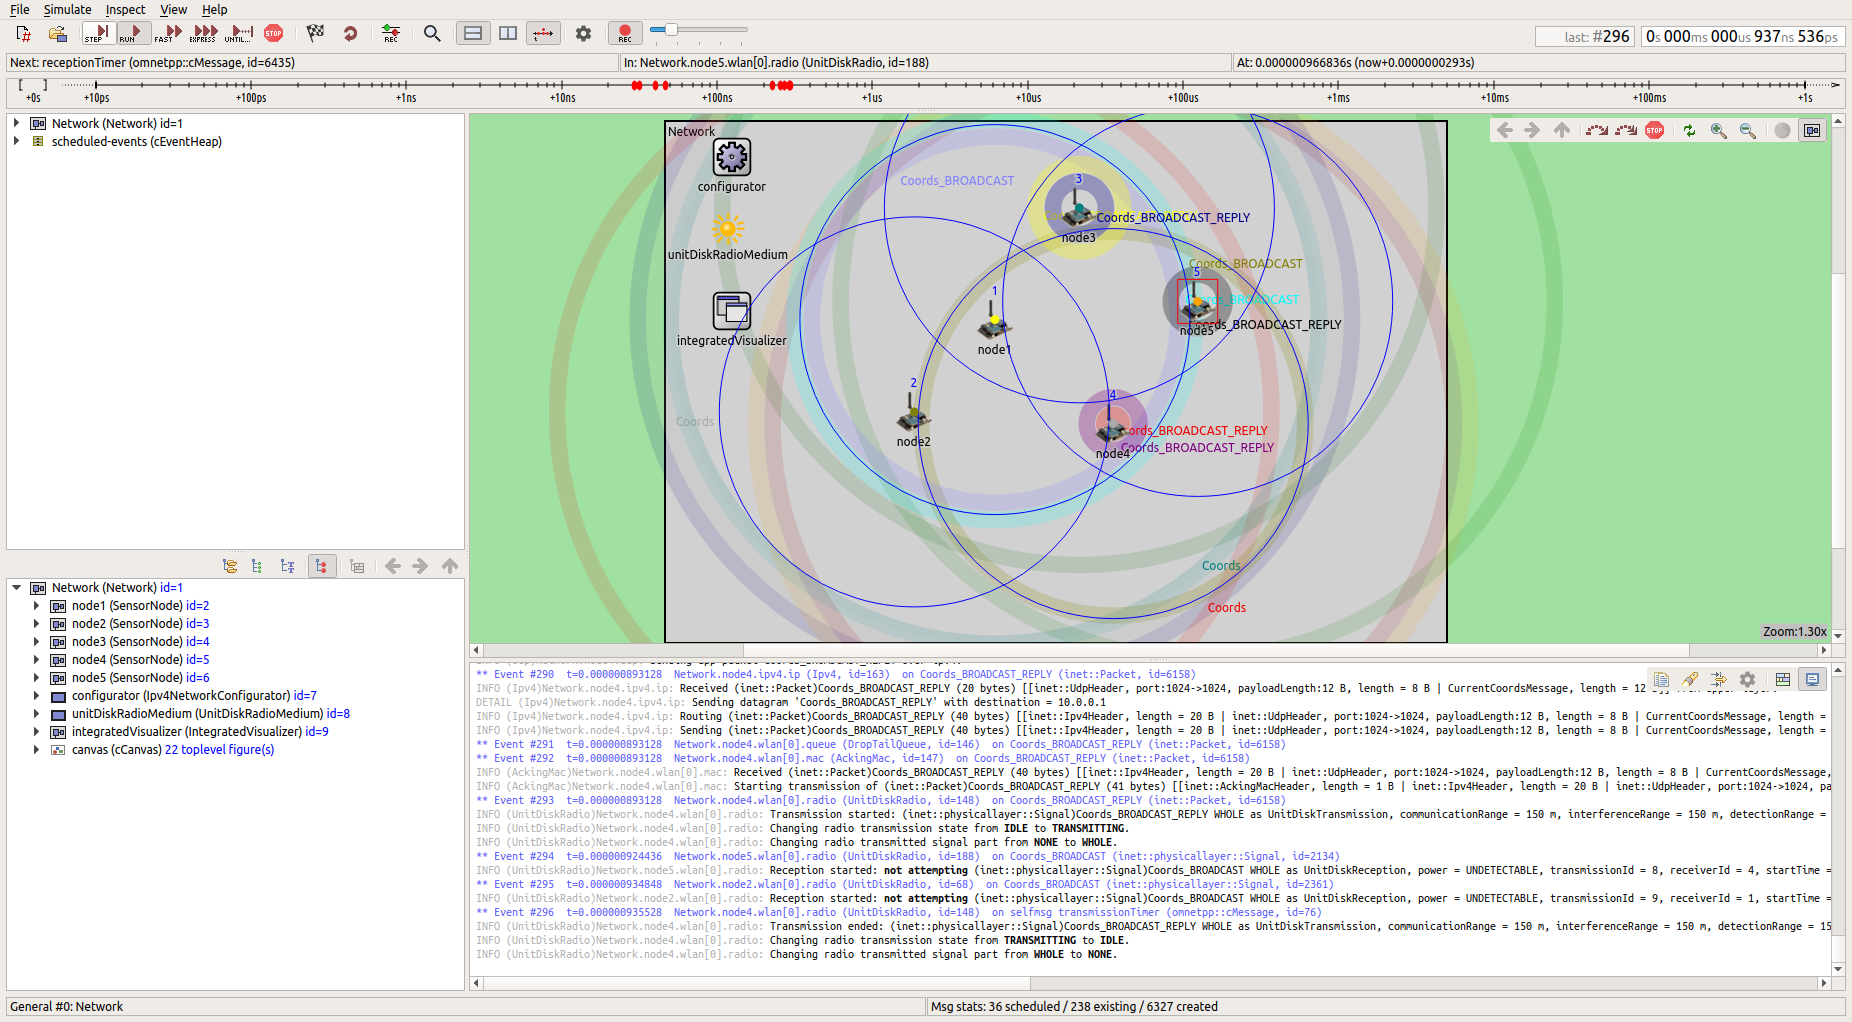 File Simulate Inspect View Help
STEP RUN FAST EXPRESS UNTIL... STOP REC REC
last: #296 0s 000ms 000us 937ns 536ps
Next: receptionTimer (omnetpp::cMessage, id=6435) In: Network.node5.wlan[0].radio (UnitDiskRadio, id=188) At: 0.000000966836s (now+0.0000000293s)
+0s +10ps +100ps +1ns +10ns +100ns +1us +10us +100us +1ms +10ms +100ms +1s
Network (Network) id=1
scheduled-events (cEventHeap)
Network (Network) id=1
node1 (SensorNode) id=2
node2 (SensorNode) id=3
node3 (SensorNode) id=4
node4 (SensorNode) id=5
node5 (SensorNode) id=6
configurator (Ipv4NetworkConfigurator) id=7
unitDiskRadioMedium (UnitDiskRadioMedium) id=8
integratedVisualizer (IntegratedVisualizer) id=9
canvas (cCanvas) 22 toplevel figure(s)
Network
STOP
configurator
Coords_BROADCAST
3
Coords_BROADCAST_REPLY
node3
unitDiskRadioMedium
Coords_BROADCAST
5
1
Coords_BROADCAST
Coords_BROADCAST_REPLY
node5
integratedVisualizer
node1
2
4
Coords
node2
Coords_BROADCAST_REPLY
Coords_BROADCAST_REPLY
node4
Coords
Coords
Zoom:1.30x
** Event #290 t=0.000000893128 Network.node4.ipv4.ip (Ipv4, id=163) on Coords_BROADCAST_REPLY (inet::Packet, id=6158)
INFO (Ipv4)Network.node4.ipv4.ip: Received (inet::Packet)Coords_BROADCAST_REPLY (20 bytes) [[inet::UdpHeader, port:1024->1024, payloadLength:12 B, length = 8 B | CurrentCoordsMessage, length = 12
DETAIL (Ipv4)Network.node4.ipv4.ip: Sending datagram 'Coords_BROADCAST_REPLY' with destination = 10.0.0.1
INFO (Ipv4)Network.node4.ipv4.ip: Routing (inet::Packet)Coords_BROADCAST_REPLY (40 bytes) [[inet::Ipv4Header, length = 20 B | inet::UdpHeader, port:1024->1024, payloadLength:12 B, length = 8 B | CurrentCoordsMessage, length =
INFO (Ipv4)Network.node4.ipv4.ip: Sending (inet::Packet)Coords_BROADCAST_REPLY (40 bytes) [[inet::Ipv4Header, length = 20 B | inet::UdpHeader, port:1024->1024, payloadLength:12 B, length = 8 B | CurrentCoordsMessage, length =
** Event #291 t=0.000000893128 Network.node4.wlan[0].queue (DropTailQueue, id=146) on Coords_BROADCAST_REPLY (inet::Packet, id=6158)
** Event #292 t=0.000000893128 Network.node4.wlan[0].mac (AckingMac, id=147) on Coords_BROADCAST_REPLY (inet::Packet, id=6158)
INFO (AckingMac)Network.node4.wlan[0].mac: Received (inet::Packet)Coords_BROADCAST_REPLY (40 bytes) [[inet::Ipv4Header, length = 20 B | inet::UdpHeader, port:1024->1024, payloadLength:12 B, length = 8 B | CurrentCoordsMessage,
INFO (AckingMac)Network.node4.wlan[0].mac: Starting transmission of (inet::Packet)Coords_BROADCAST_REPLY (41 bytes) [[inet::AckingMacHeader, length = 1 B | inet::Ipv4Header, length = 20 B | inet::UdpHeader, port:1024->1024, pa
** Event #293 t=0.000000893128 Network.node4.wlan[0].radio (UnitDiskRadio, id=148) on Coords_BROADCAST_REPLY (inet::Packet, id=6158)
INFO (UnitDiskRadio)Network.node4.wlan[0].radio: Transmission started: (inet::physicallayer::Signal)Coords_BROADCAST_REPLY WHOLE as UnitDiskTransmission, communicationRange = 150 m, interferenceRange = 150 m, detectionRange =
INFO (UnitDiskRadio)Network.node4.wlan[0].radio: Changing radio transmission state from IDLE to TRANSMITTING.
INFO (UnitDiskRadio)Network.node4.wlan[0].radio: Changing radio transmitted signal part from NONE to WHOLE.
** Event #294 t=0.000000924436 Network.node5.wlan[0].radio (UnitDiskRadio, id=188) on Coords_BROADCAST (inet::physicallayer::Signal, id=2134)
INFO (UnitDiskRadio)Network.node5.wlan[0].radio: Reception started: not attempting (inet::physicallayer::Signal)Coords_BROADCAST WHOLE as UnitDiskReception, power = UNDETECTABLE, transmissionId = 8, receiverId = 4, startTime =
** Event #295 t=0.000000934848 Network.node2.wlan[0].radio (UnitDiskRadio, id=68) on Coords_BROADCAST (inet::physicallayer::Signal, id=2361)
INFO (UnitDiskRadio)Network.node2.wlan[0].radio: Reception started: not attempting (inet::physicallayer::Signal)Coords_BROADCAST WHOLE as UnitDiskReception, power = UNDETECTABLE, transmissionId = 9, receiverId = 1, startTime =
** Event #296 t=0.000000935528 Network.node4.wlan[0].radio (UnitDiskRadio, id=148) on selfmsg transmissionTimer (omnetpp::cMessage, id=76)
INFO (UnitDiskRadio)Network.node4.wlan[0].radio: Transmission ended: (inet::physicallayer::Signal)Coords_BROADCAST_REPLY WHOLE as UnitDiskTransmission, communicationRange = 150 m, interferenceRange = 150 m, detectionRange = 15
INFO (UnitDiskRadio)Network.node4.wlan[0].radio: Changing radio transmission state from TRANSMITTING to IDLE.
INFO (UnitDiskRadio)Network.node4.wlan[0].radio: Changing radio transmitted signal part from WHOLE to NONE.
General #0: Network Msg stats: 36 scheduled / 238 existing / 6327 created